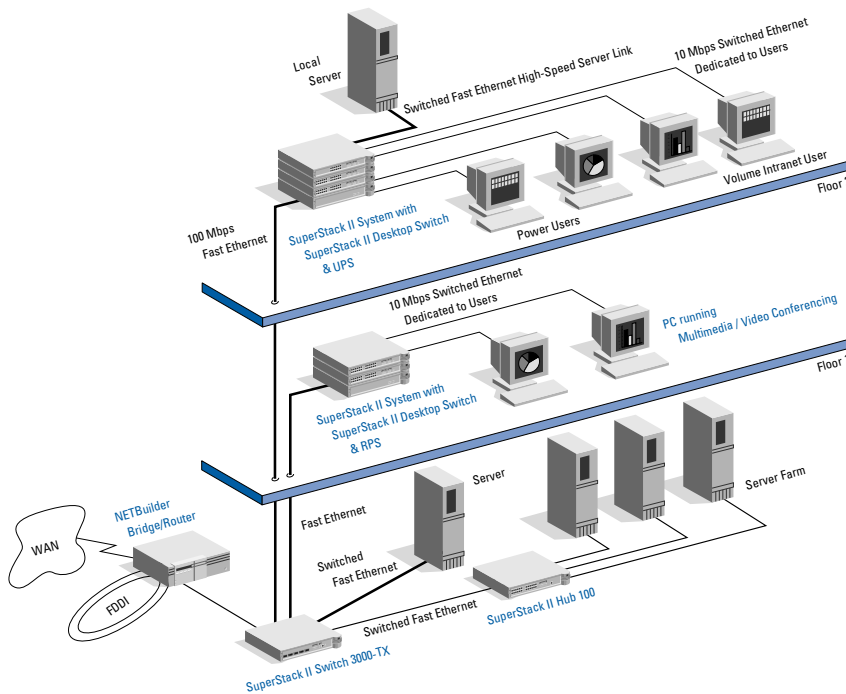 Local
Server
10 Mbps Switched Ethernet
Dedicated to Users
Switched Fast Ethernet High-Speed Server Link
Volume Intranet User
Floor
100 Mbps
Fast Ethernet
SuperStack II System with
SuperStack II Desktop Switch
& UPS
Power Users
10 Mbps Switched Ethernet
Dedicated to Users
PC running
Multimedia / Video Conferencing
Floor
SuperStack II System with
SuperStack II Desktop Switch
& RPS
Server
Server Farm
NETBuilder
Bridge/Router
Fast Ethernet
WAN
Switched
Fast Ethernet
FDDI
Switched Fast Ethernet
SuperStack II Hub 100
SuperStack II Switch 3000-TX